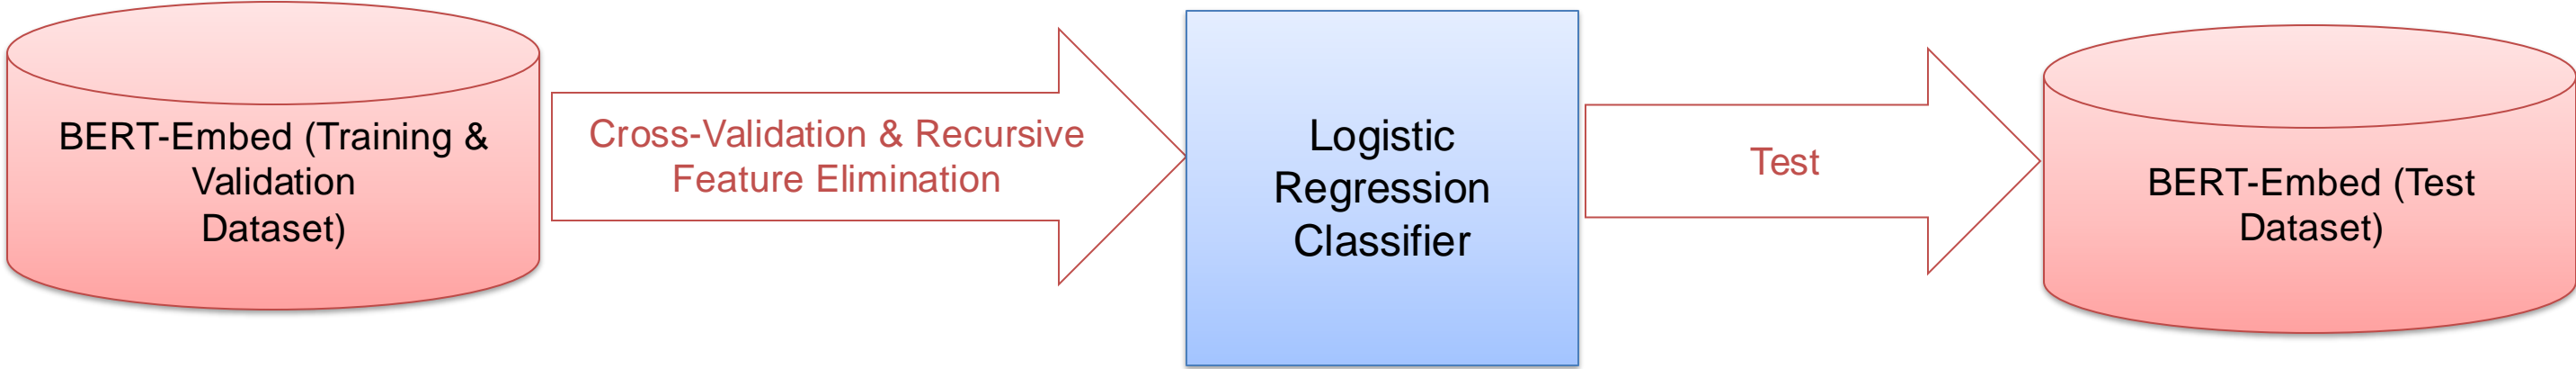 BERT-Embed (Training &
Validation
Dataset)
Cross-Validation & Recursive
Feature Elimination
Logistic
Regression
Classifier
Test
BERT-Embed (Test
Dataset)